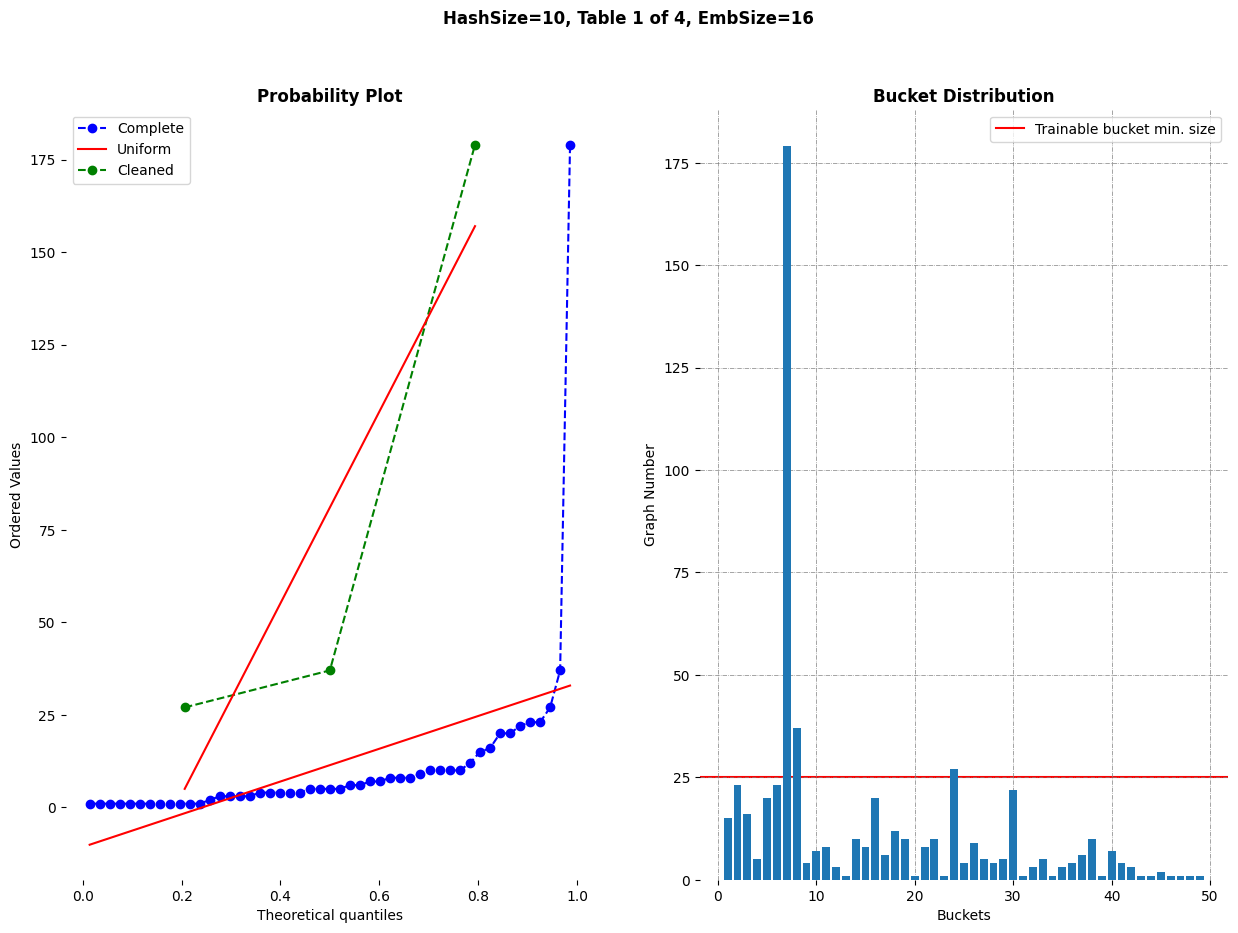 HashSize=10, Table 1 of 4, EmbSize=16
Probability Plot
Complete
Uniform
Cleaned
175
150
125
100
75
50
25
0
Ordered Values
0.0 0.2 0.4 0.6 0.8 1.0
Theoretical quantiles
Bucket Distribution
Trainable bucket min. size
175
150
125
100
75
50
25
0
Graph Number
0 10 20 30 40 50
Buckets